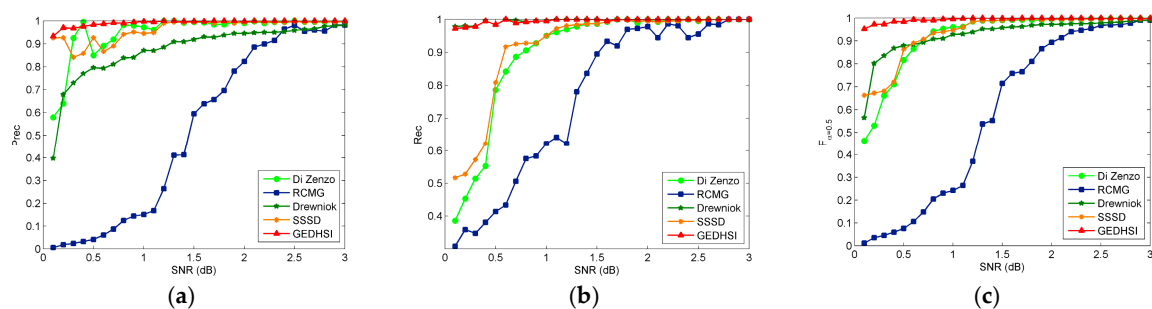 1
0.9
0.8
0.7
0.6
0.5
0.4
0.3
0.2
0.1
0
Prec
0 0.5 1 1.5 2 2.5 3
SNR (dB)
Di Zenzo
RCMG
Drewniok
SSSD
GEDHSI
(a)
1
0.9
0.8
0.7
0.6
0.5
0.4
Rec
0 0.5 1 1.5 2 2.5 3
SNR (dB)
Di Zenzo
RCMG
Drewniok
SSSD
GEDHSI
(b)
1
0.9
0.8
0.7
0.6
0.5
0.4
0.3
0.2
0.1
0
Fα=0.5
0 0.5 1 1.5 2 2.5 3
SNR (dB)
Di Zenzo
RCMG
Drewniok
SSSD
GEDHSI
(c)